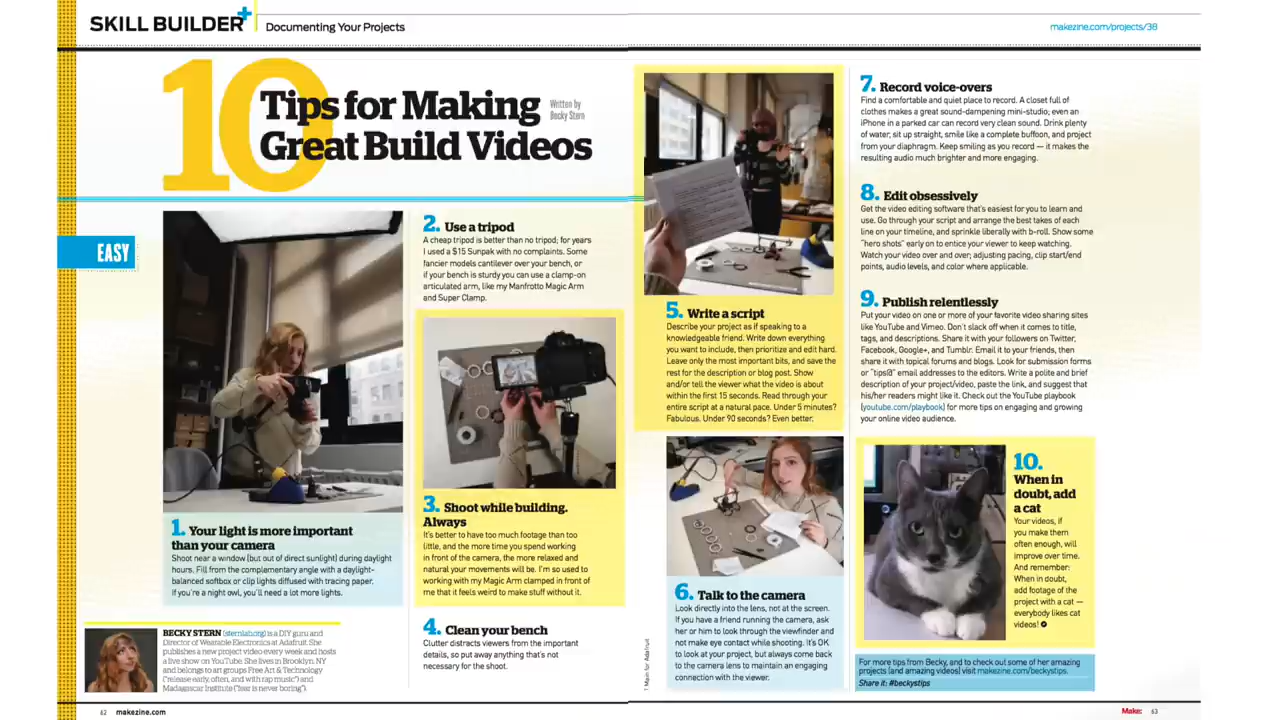 SKILL BUILDER+
Documenting Your Projects
makezine.com/projects/38
10
Tips for Making
Great Build Videos
Written by
Becky Stern
EASY
1. Your light is more important
than your camera
Shoot near a window (but out of direct sunlight) during daylight
hours. Fill from the complementary angle with a daylight-
balanced softbox or clip lights diffused with tracing paper.
If you're a night owl, you'll need a lot more lights.
BECKY STERN (sternlab.org) is a DIY guru and
Director of Wearable Electronics at Adafruit. She
publishes a new project video every week and hosts
a live show on YouTube. She lives in Brooklyn, NY
and belongs to art groups Free Art & Technology
("release early, often, and with rap music") and
Madagascar Institute ("fear is never boring").
2. Use a tripod
A cheap tripod is better than no tripod; for years
I used a $15 Sunpak with no complaints. Some
fancier models cantilever over your bench, or
if your bench is sturdy you can use a clamp-on
articulated arm, like my Manfrotto Magic Arm
and Super Clamp.
3. Shoot while building.
Always
It's better to have too much footage than too
little, and the more time you spend working
in front of the camera, the more relaxed and
natural your movements will be. I'm so used to
working with my Magic Arm clamped in front of
me that it feels weird to make stuff without it.
4. Clean your bench
Clutter distracts viewers from the important
details, so put away anything that's not
necessary for the shoot.
5. Write a script
Describe your project as if speaking to a
knowledgeable friend. Write down everything
you want to include, then prioritize and edit hard.
Leave only the most important bits, and save the
rest for the description or blog post. Show
and/or tell the viewer what the video is about
within the first 15 seconds. Read through your
entire script at a natural pace. Under 5 minutes?
Fabulous. Under 90 seconds? Even better.
6. Talk to the camera
Look directly into the lens, not at the screen.
If you have a friend running the camera, ask
her or him to look through the viewfinder and
not make eye contact while shooting. It's OK
to look at your project, but always come back
to the camera lens to maintain an engaging
connection with the viewer.
for Adafruit
7. Record voice-overs
Find a comfortable and quiet place to record. A closet full of
clothes makes a great sound-dampening mini-studio; even an
iPhone in a parked car can record very clean sound. Drink plenty
of water, sit up straight, smile like a complete buffoon, and project
from your diaphragm. Keep smiling as you record — it makes the
resulting audio much brighter and more engaging.
8. Edit obsessively
Get the video editing software that's easiest for you to learn and
use. Go through your script and arrange the best takes of each
line on your timeline, and sprinkle liberally with b-roll. Show some
"hero shots" early on to entice your viewer to keep watching.
Watch your video over and over; adjusting pacing, clip start/end
points, audio levels, and color where applicable.
9. Publish relentlessly
Put your video on one or more of your favorite video sharing sites
like YouTube and Vimeo. Don't slack off when it comes to title,
tags, and descriptions. Share it with your followers on Twitter,
Facebook, Google+, and Tumblr. Email it to your friends, then
share it with topical forums and blogs. Look for submission forms
or "tips@" email addresses to the editors. Write a polite and brief
description of your project/video, paste the link, and suggest that
his/her readers might like it. Check out the YouTube playbook
(youtube.com/playbook) for more tips on engaging and growing
your online video audience.
10.
When in
doubt, add
a cat
Your videos, if
you make them
often enough, will
improve over time.
And remember:
When in doubt,
add footage of the
project with a cat —
everybody likes cat
videos!
For more tips from Becky, and to check out some of her amazing
projects (and amazing videos) visit makezine.com/beckystips.
Share it: #beckystips
62 makezine.com
Make: 63